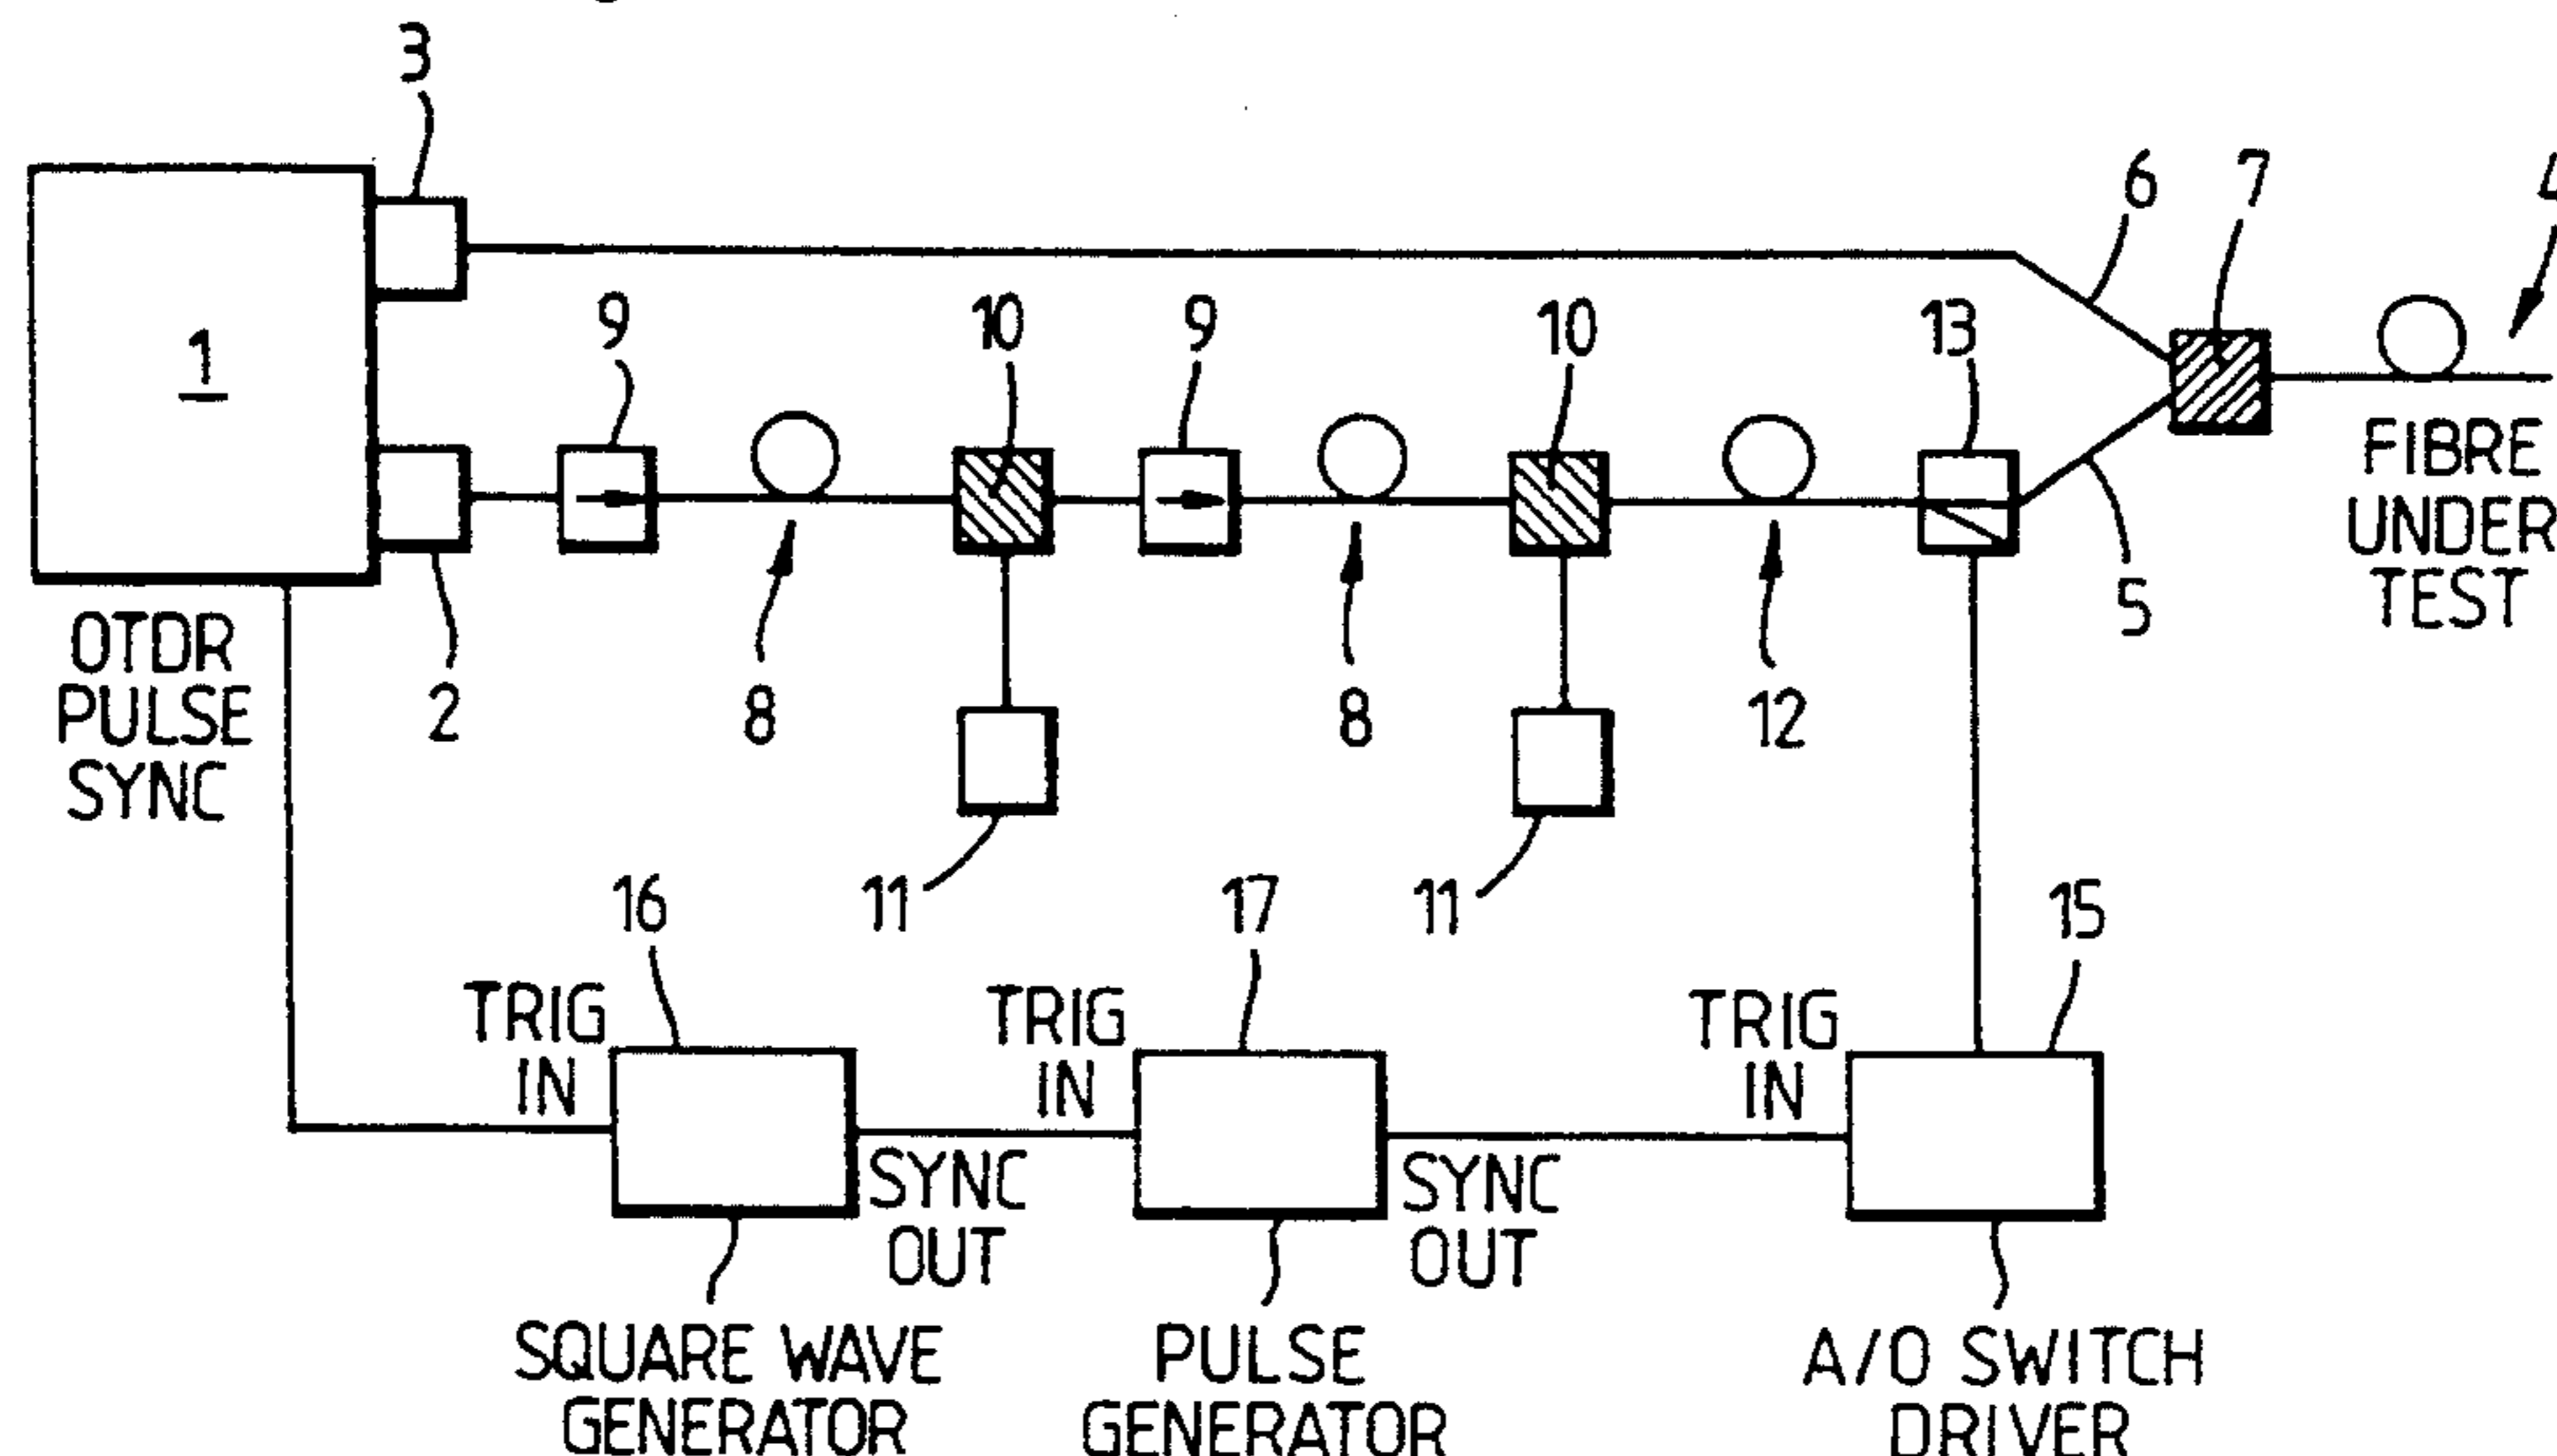 3
6
7
4
1
9
10
9
10
13
FIBRE
UNDER
TEST
5
OTDR
PULSE
SYNC
2
8
8
12
11
11
16
17
15
TRIG
IN
TRIG
IN
TRIG
IN
SYNC
OUT
SYNC
OUT
SQUARE WAVE
GENERATOR
PULSE
GENERATOR
A/O SWITCH
DRIVER